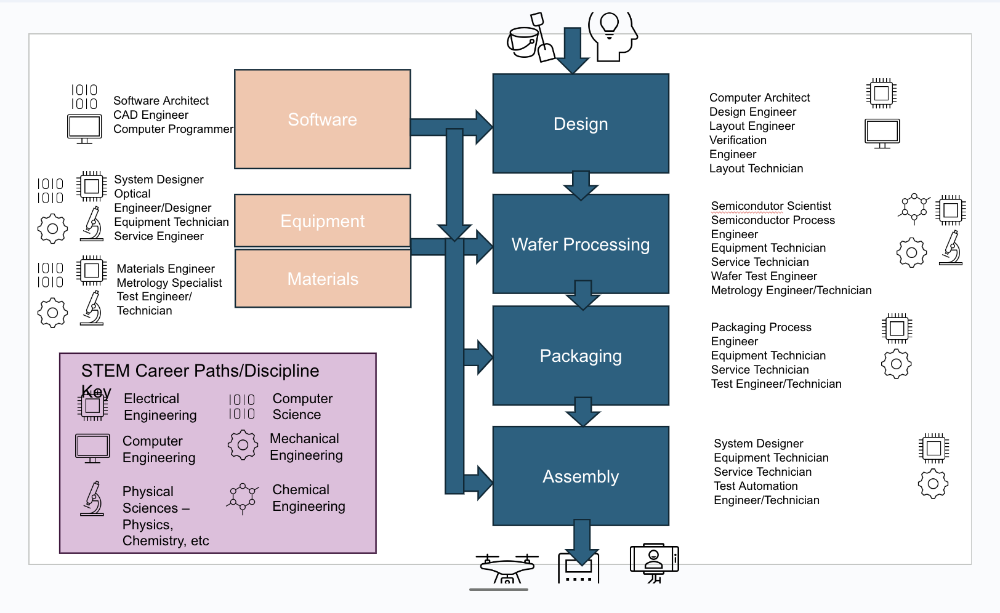 Software Architect
CAD Engineer
Computer Programmer
Software
Design
Computer Architect
Design Engineer
Layout Engineer
Verification
Engineer
Layout Technician
System Designer
Optical
Engineer/Designer
Equipment Technician
Service Engineer
Equipment
Wafer Processing
Semicondutor Scientist
Semiconductor Process
Engineer
Equipment Technician
Service Technician
Wafer Test Engineer
Metrology Engineer/Technician
Materials Engineer
Metrology Specialist
Test Engineer/
Technician
Materials
Packaging
Packaging Process
Engineer
Equipment Technician
Service Technician
Test Engineer/Technician
STEM Career Paths/Discipline
Key
Electrical
Engineering
Computer
Science
Computer
Engineering
Mechanical
Engineering
Physical
Sciences –
Physics,
Chemistry, etc
Chemical
Engineering
Assembly
System Designer
Equipment Technician
Service Technician
Test Automation
Engineer/Technician